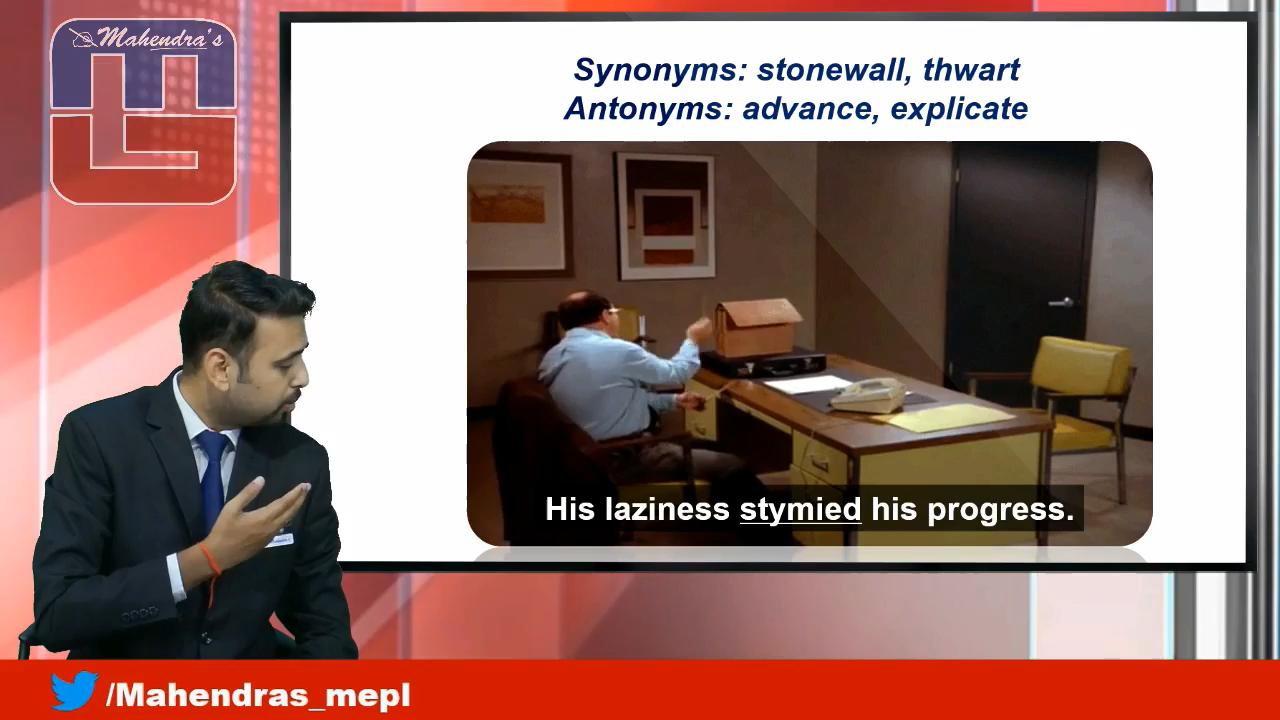 Mahendra's
Synonyms: stonewall, thwart
Antonyms: advance, explicate
His laziness stymied his progress.
/Mahendras_mepl